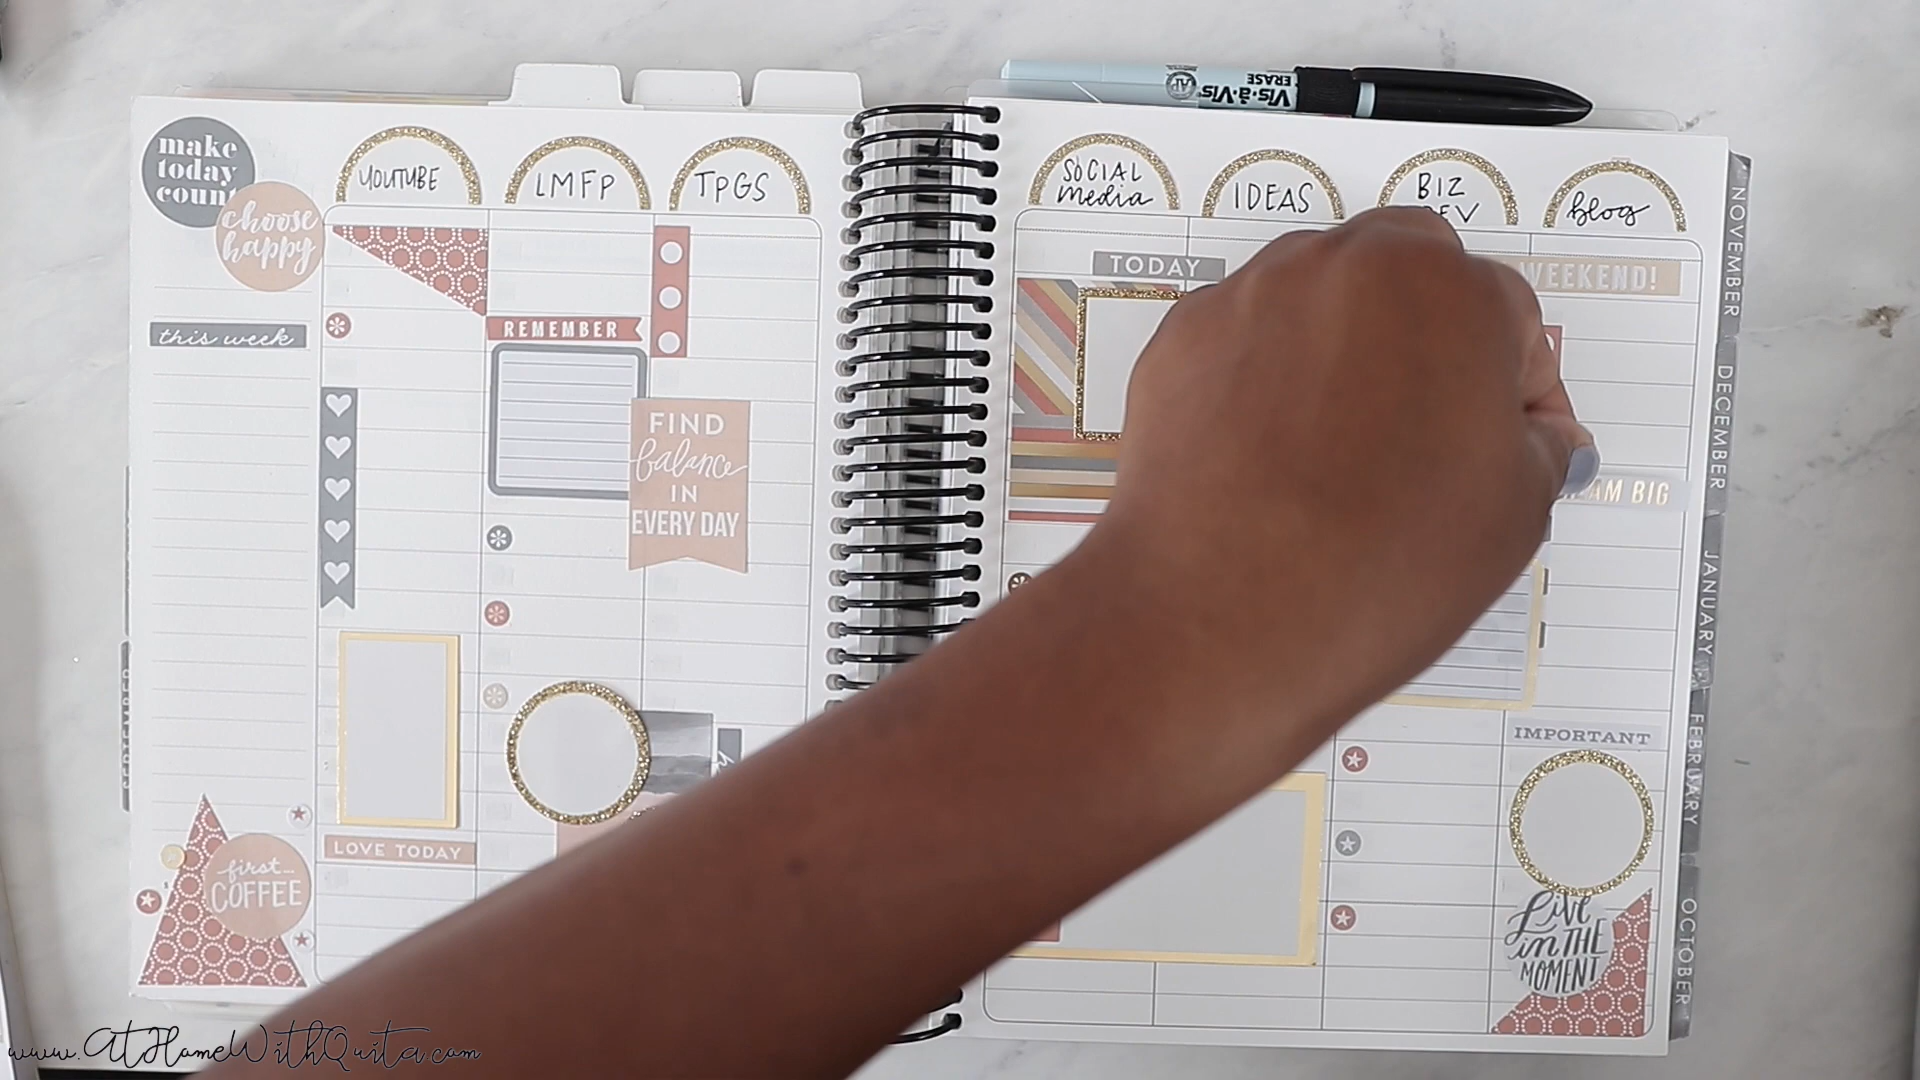 make
today
count
choose
happy
YOUTUBE
LMFP
TPGS
this week
REMEMBER
FIND
balance
IN
EVERY DAY
LOVE TODAY
first...
COFFEE
VIS·à·VIS
ERASE
AP
SOCIAL
media
IDEAS
BIZ
blog
TODAY
WEEKEND!
BIG
IMPORTANT
Live
in THE
MOMENT
NOVEMBER
DECEMBER
JANUARY
FEBRUARY
OCTOBER
www.AtHomeWithQuita.com